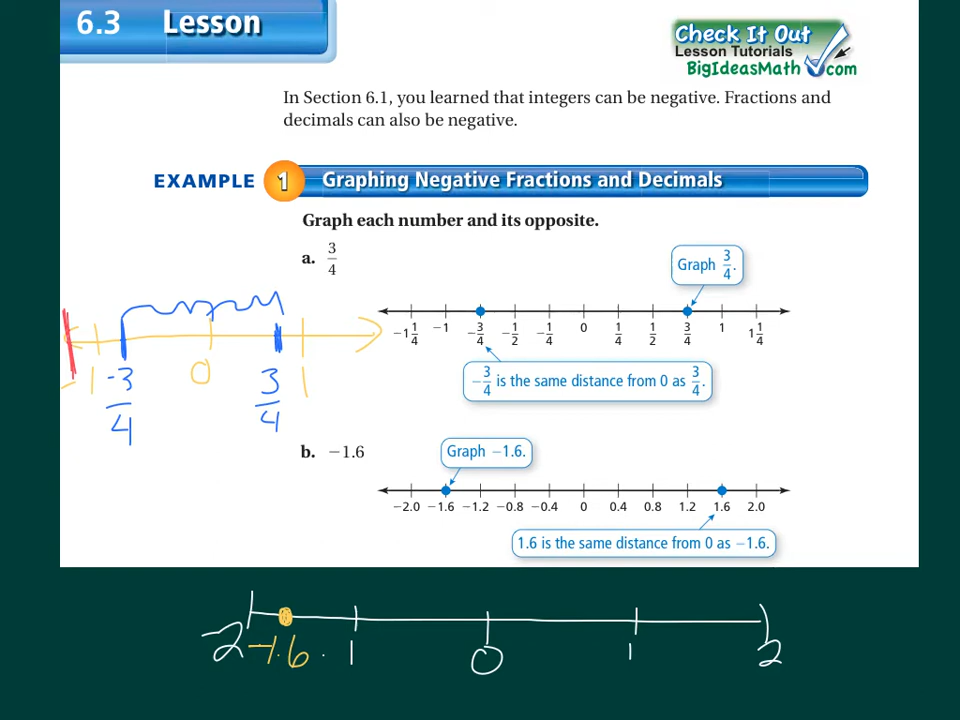 6.3 Lesson
Check It Out
Lesson Tutorials
BigIdeasMath.com
In Section 6.1, you learned that integers can be negative. Fractions and
decimals can also be negative.
EXAMPLE 1 Graphing Negative Fractions and Decimals
Graph each number and its opposite.
a. 3/4
Graph 3/4.
−1 1/4 −1 −3/4 −1/2 −1/4 0 1/4 1/2 3/4 1 1 1/4
−3/4 is the same distance from 0 as 3/4.
-1 -3/4 0 3/4 1
b. −1.6
Graph −1.6.
−2.0 −1.6 −1.2 −0.8 −0.4 0 0.4 0.8 1.2 1.6 2.0
1.6 is the same distance from 0 as −1.6.
-2 -1.6 -1 0 1 2